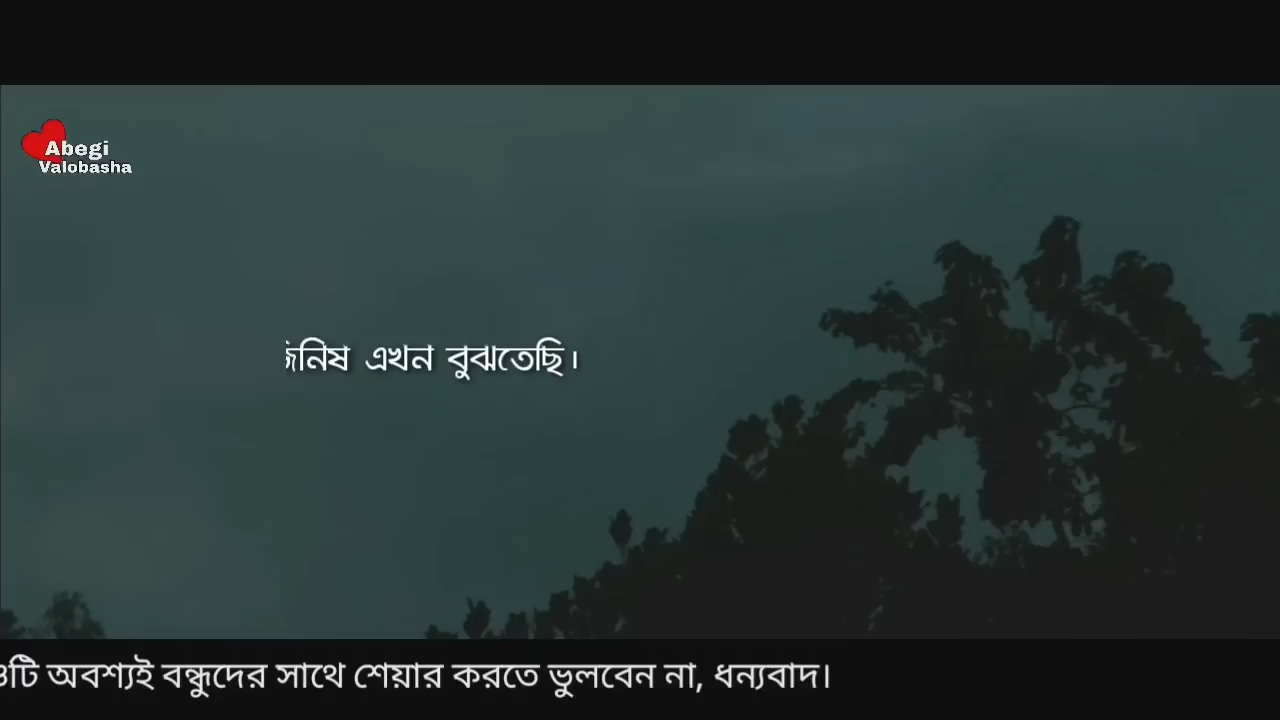 Abegi
Valobasha
এখন বুঝতেছি।
অবশ্যই বন্ধুদের সাথে শেয়ার করতে ভুলবেন না, ধন্যবাদ।